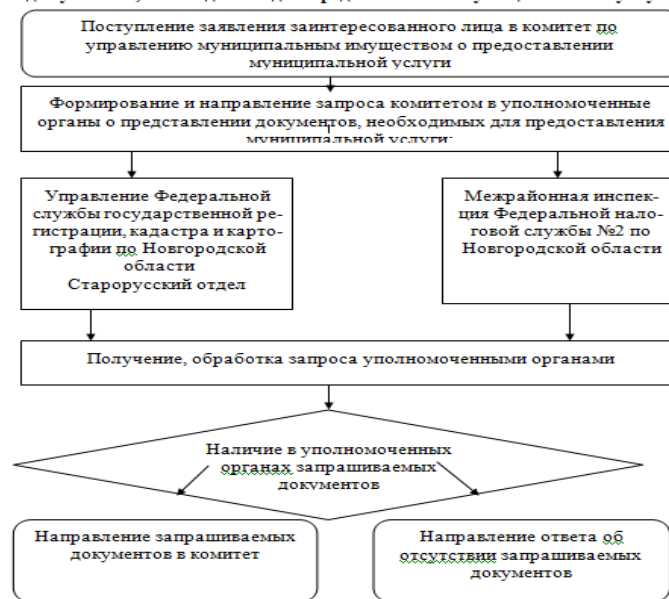 Поступление заявления заинтересованного лица в комитет по
управлению муниципальным имуществом о предоставлении
муниципальной услуги
Формирование и направление запроса комитетом в уполномоченные
органы о представлении документов, необходимых для предоставления
муниципальной услуги:
Управление Федеральной
службы государственной ре-
гистрации, кадастра и карто-
графии по Новгородской
области
Старорусский отдел
Межрайонная инспек-
ция Федеральной нало-
говой службы №2 по
Новгородской области
Получение, обработка запроса уполномоченными органами
Наличие в уполномоченных
органах запрашиваемых
документов
Направление запрашиваемых
документов в комитет
Направление ответа об
отсутствии запрашиваемых
документов